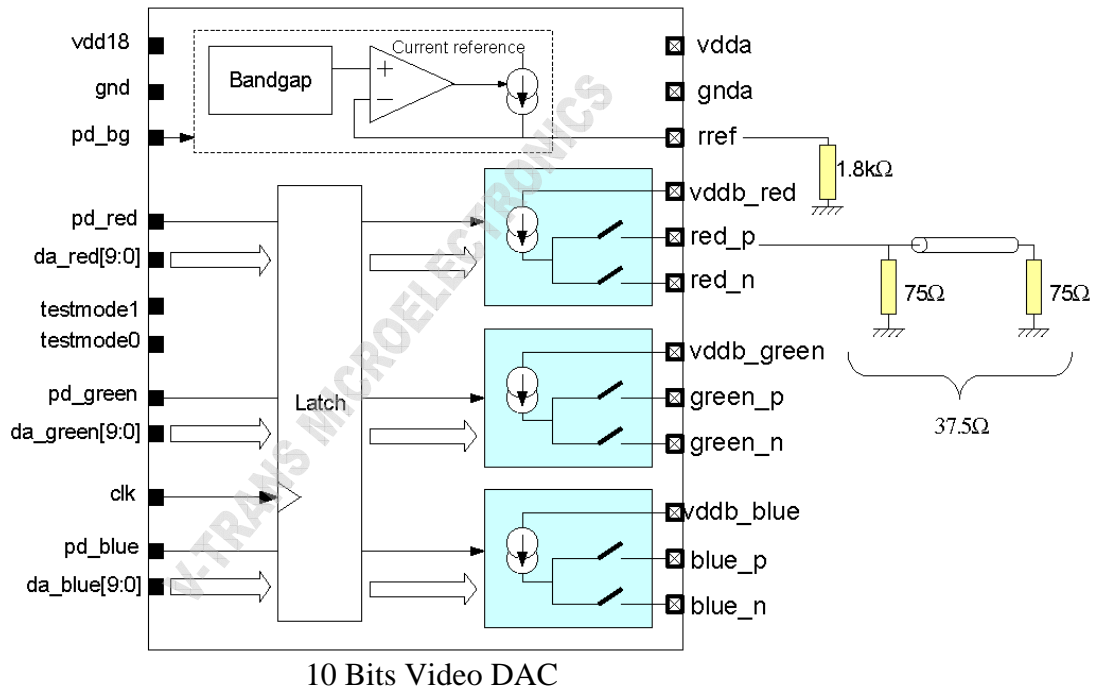 vdd18
gnd
pd_bg
pd_red
da_red[9:0]
testmode1
testmode0
pd_green
da_green[9:0]
clk
pd_blue
da_blue[9:0]
Current reference
Bandgap
+
−
Latch
V-TRANS MICROELECTRONICS
vdda
gnda
rref
vddb_red
red_p
red_n
vddb_green
green_p
green_n
vddb_blue
blue_p
blue_n
1.8kΩ
75Ω
75Ω
37.5Ω
10 Bits Video DAC